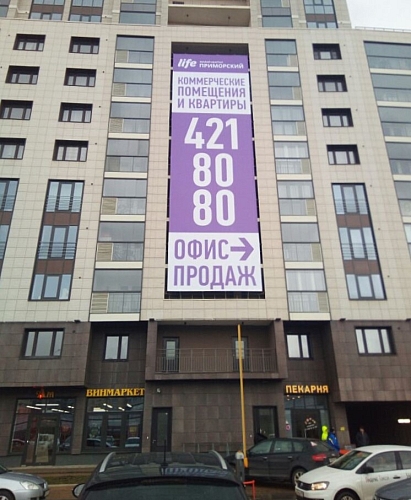 life
ПРИМОРСКИЙ
КОММЕРЧЕСКИЕ
ПОМЕЩЕНИЯ
И КВАРТИРЫ
421
80
80
ОФИС→
ПРОДАЖ
ВИНМАРКЕТ
ПЕКАРНЯ